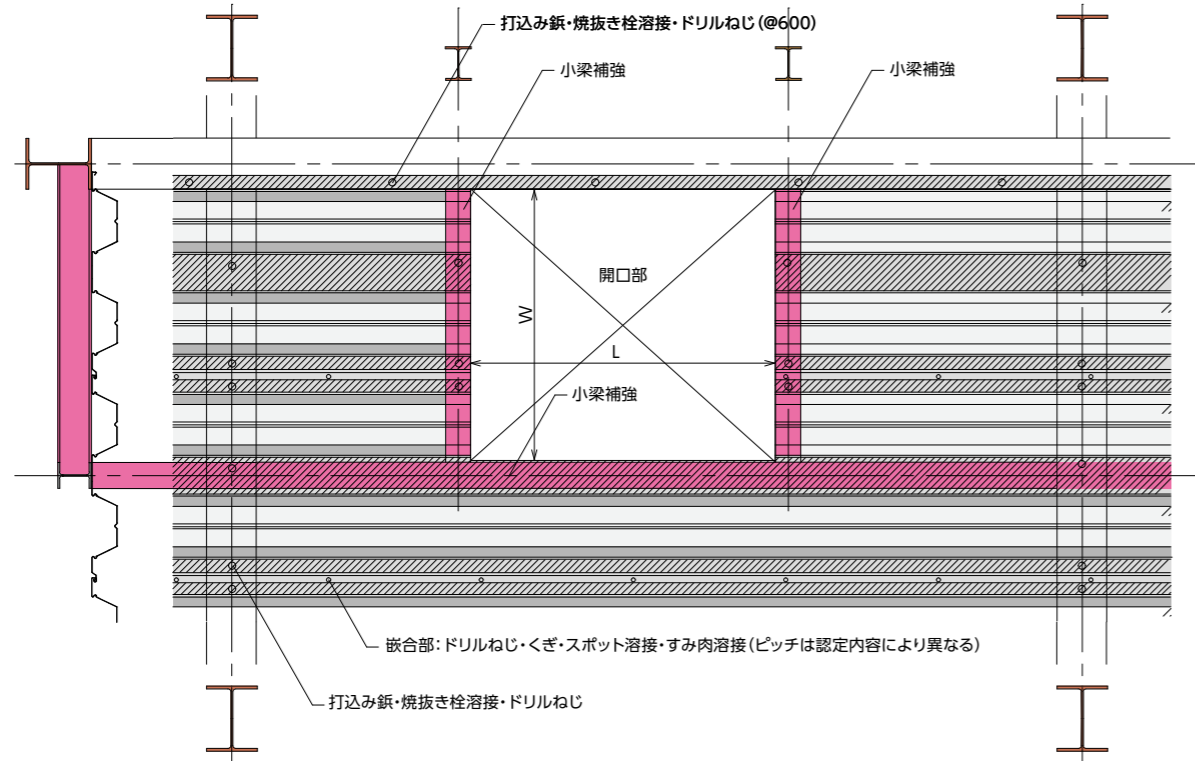 打込み鋲・焼抜き栓溶接・ドリルねじ(@600)
小梁補強
小梁補強
開口部
W
L
小梁補強
嵌合部：ドリルねじ・くぎ・スポット溶接・すみ肉溶接(ピッチは認定内容により異なる)
打込み鋲・焼抜き栓溶接・ドリルねじ